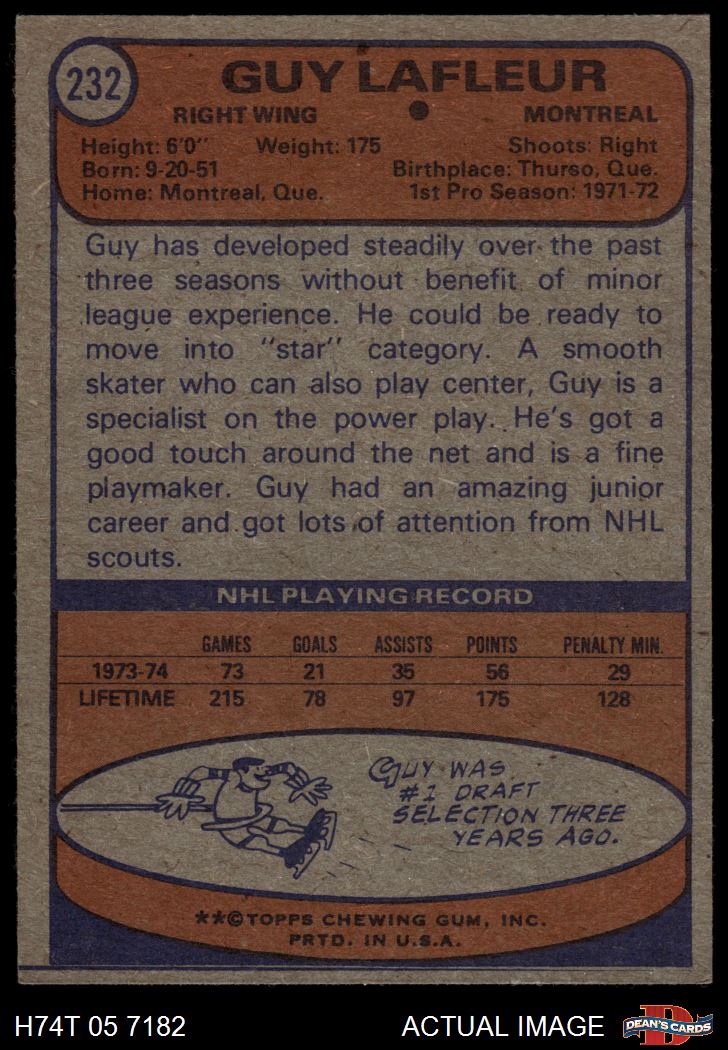 232
GUY LAFLEUR
RIGHT WING • MONTREAL
Height: 6'0" Weight: 175 Shoots: Right
Born: 9-20-51 Birthplace: Thurso, Que.
Home: Montreal, Que. 1st Pro Season: 1971-72
Guy has developed steadily over the past
three seasons without benefit of minor
league experience. He could be ready to
move into "star" category. A smooth
skater who can also play center, Guy is a
specialist on the power play. He's got a
good touch around the net and is a fine
playmaker. Guy had an amazing junior
career and got lots of attention from NHL
scouts.
NHL PLAYING RECORD
GAMES GOALS ASSISTS POINTS PENALTY MIN.
1973-74 73 21 35 56 29
LIFETIME 215 78 97 175 128
GUY WAS
#1 DRAFT
SELECTION THREE
YEARS AGO.
**©TOPPS CHEWING GUM, INC.
PRTD. IN U.S.A.
H74T 05 7182 ACTUAL IMAGE
D
DEAN'S CARDS